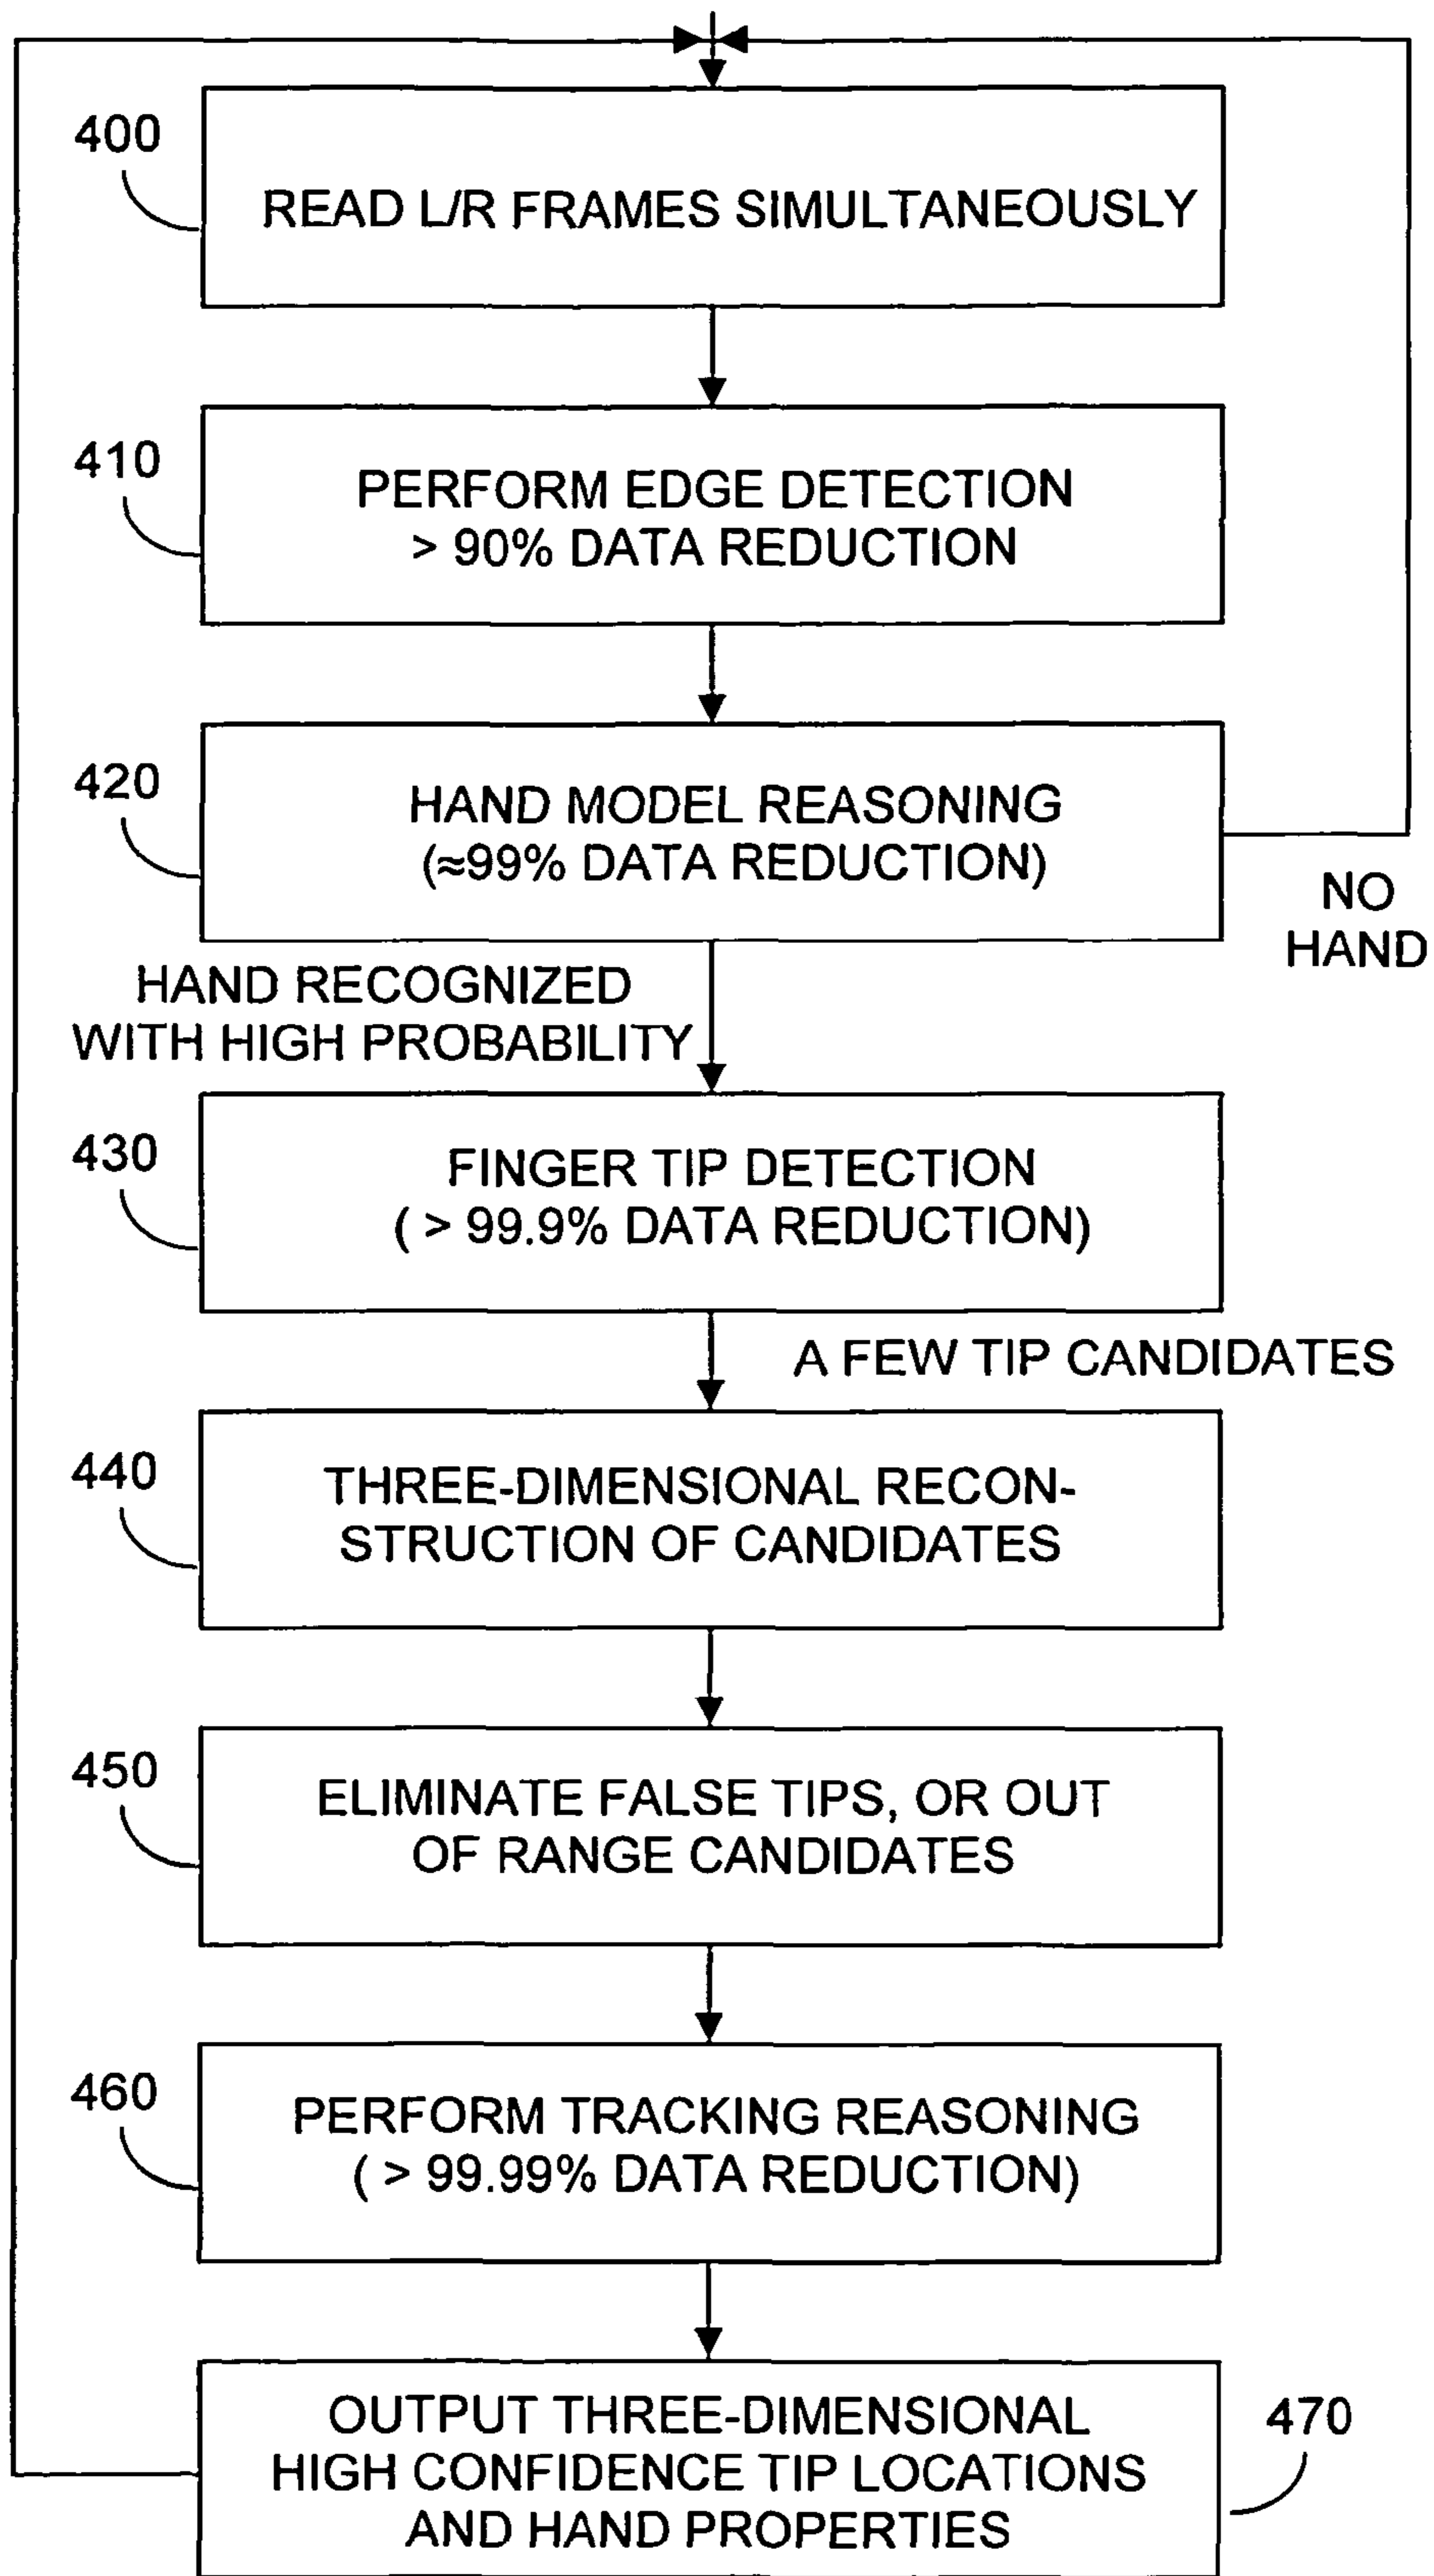 400
READ L/R FRAMES SIMULTANEOUSLY
410
PERFORM EDGE DETECTION
> 90% DATA REDUCTION
420
HAND MODEL REASONING
(≈99% DATA REDUCTION)
NO
HAND
HAND RECOGNIZED
WITH HIGH PROBABILITY
430
FINGER TIP DETECTION
( > 99.9% DATA REDUCTION)
A FEW TIP CANDIDATES
440
THREE-DIMENSIONAL RECON-
STRUCTION OF CANDIDATES
450
ELIMINATE FALSE TIPS, OR OUT
OF RANGE CANDIDATES
460
PERFORM TRACKING REASONING
( > 99.99% DATA REDUCTION)
470
OUTPUT THREE-DIMENSIONAL
HIGH CONFIDENCE TIP LOCATIONS
AND HAND PROPERTIES